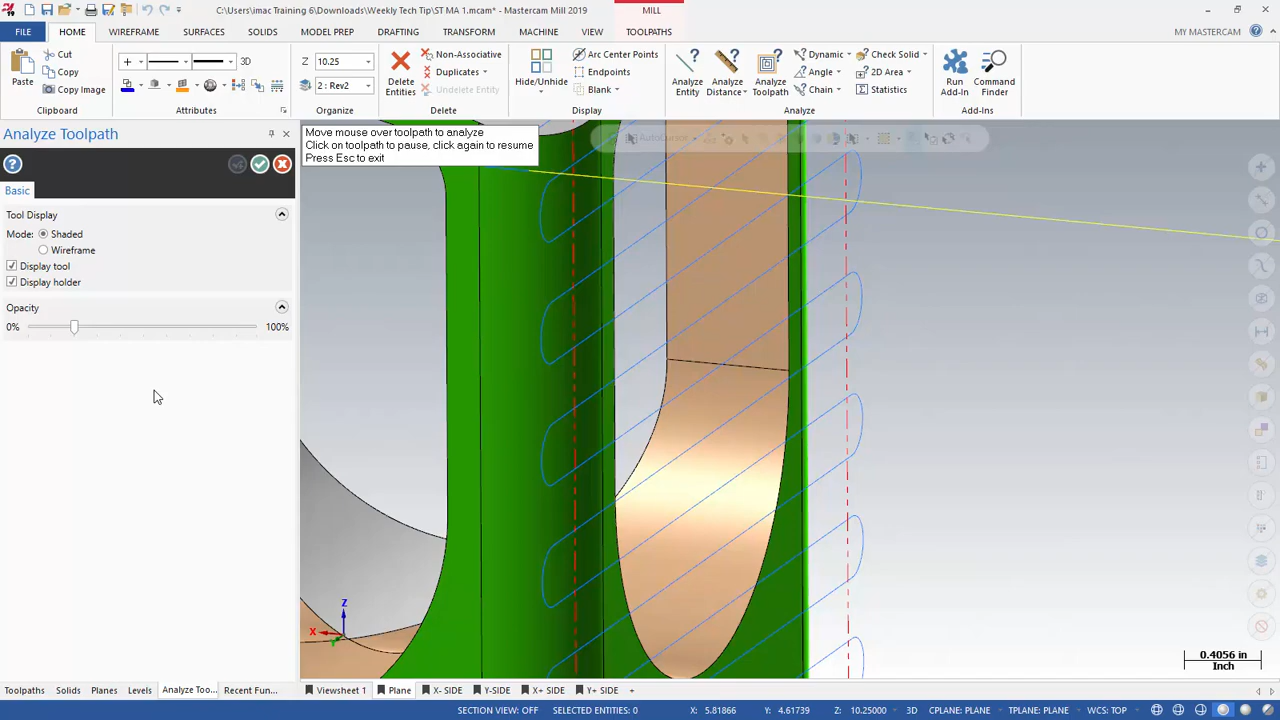 C:\Users\imac Training 6\Downloads\Weekly Tech Tip\ST MA 1.mcam* - Mastercam Mill 2019
MILL
FILE HOME WIREFRAME SURFACES SOLIDS MODEL PREP DRAFTING TRANSFORM MACHINE VIEW TOOLPATHS MY MASTERCAM
Paste
Cut
Copy
Copy Image
Clipboard
3D
Attributes
Z 10.25
2 : Rev2
Organize
Delete Entities
Non-Associative
Duplicates
Undelete Entity
Delete
Hide/Unhide
Arc Center Points
Endpoints
Blank
Display
Analyze Entity
Analyze Distance
Analyze Toolpath
Dynamic
Angle
Chain
Check Solid
2D Area
Statistics
Analyze
Run Add-In
Command Finder
Add-Ins
Analyze Toolpath
Basic
Tool Display
Mode: Shaded
Wireframe
Display tool
Display holder
Opacity
0% 100%
Move mouse over toolpath to analyze
Click on toolpath to pause, click again to resume
Press Esc to exit
AutoCursor
Z
X
Y
0.4056 in
Inch
Toolpaths Solids Planes Levels Analyze Too... Recent Fun...
Viewsheet 1 Plane X- SIDE Y-SIDE X+ SIDE Y+ SIDE +
SECTION VIEW: OFF SELECTED ENTITIES: 0 X: 5.81866 Y: 4.61739 Z: 10.25000 3D CPLANE: PLANE TPLANE: PLANE WCS: TOP